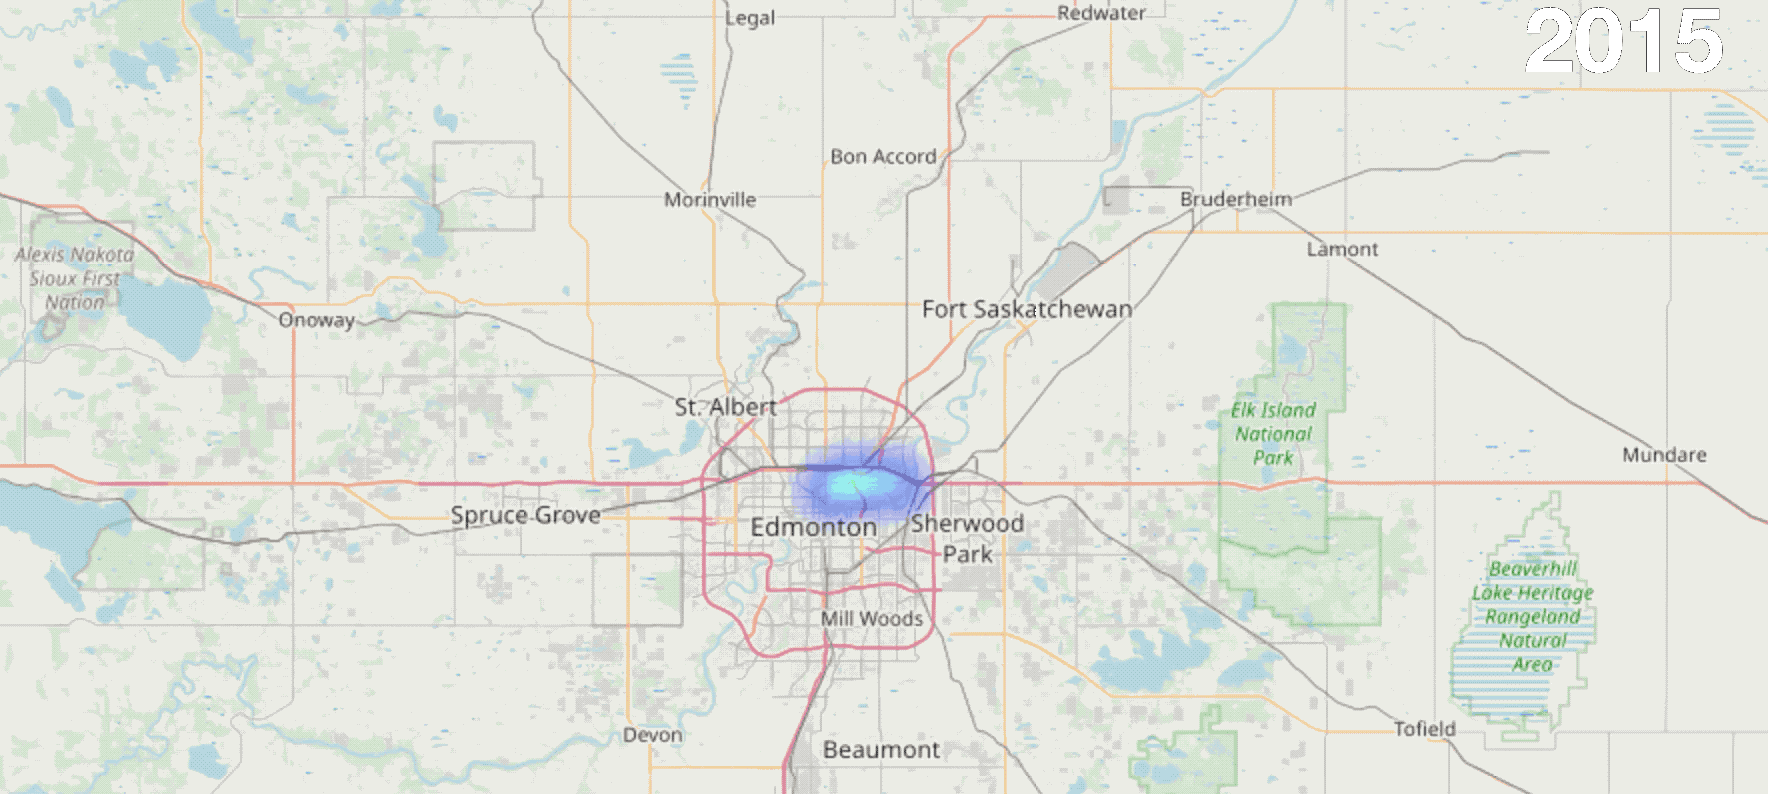 Legal
Redwater
2015
Bon Accord
Morinville
Bruderheim
Lamont
Alexis Nakota
Sioux First
Nation
Onoway
Fort Saskatchewan
St. Albert
Elk Island
National
Park
Mundare
Spruce Grove
Edmonton
Sherwood
Park
Beaverhill
Lake Heritage
Rangeland
Natural
Area
Mill Woods
Devon
Beaumont
Tofield